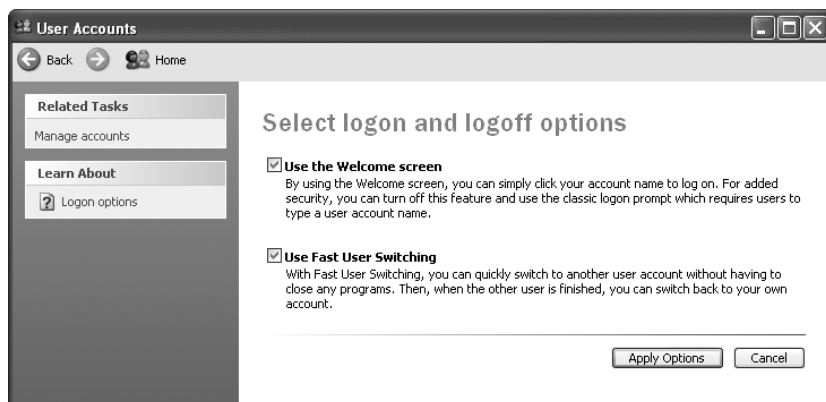 User Accounts
Back Home
Related Tasks
Manage accounts
Learn About
Logon options
Select logon and logoff options
Use the Welcome screen
By using the Welcome screen, you can simply click your account name to log on. For added
security, you can turn off this feature and use the classic logon prompt which requires users to
type a user account name.
Use Fast User Switching
With Fast User Switching, you can quickly switch to another user account without having to
close any programs. Then, when the other user is finished, you can switch back to your own
account.
Apply Options Cancel